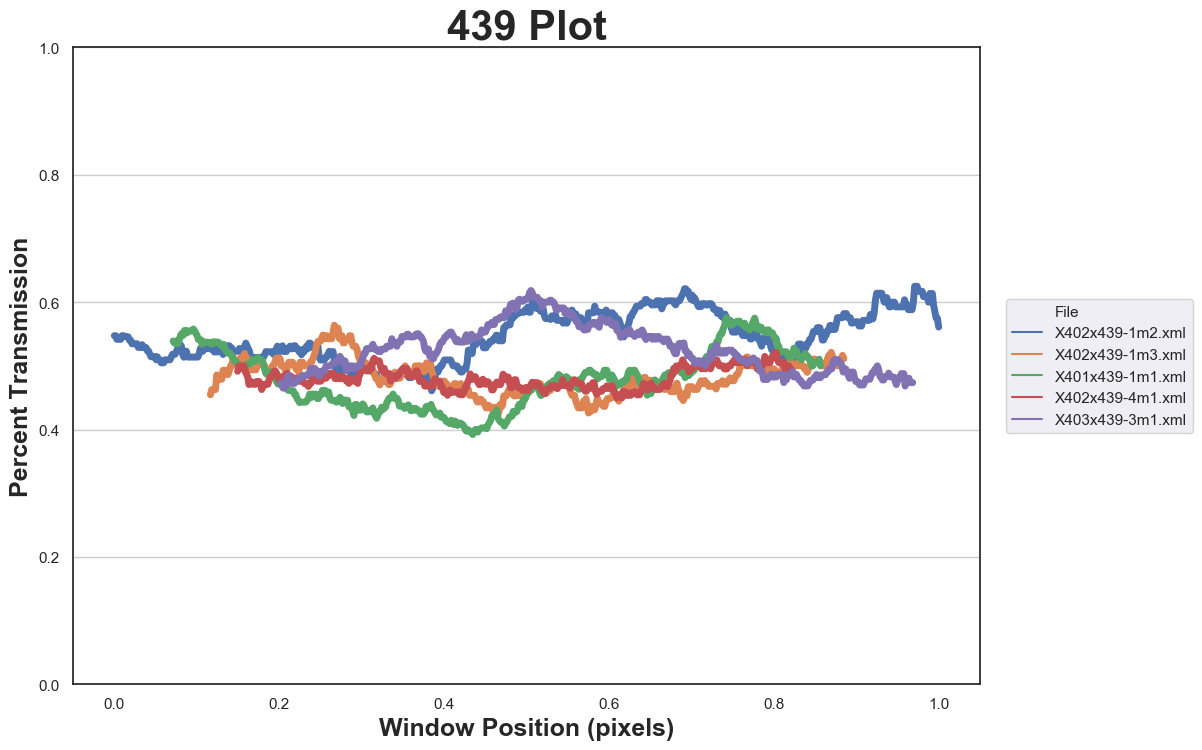 439 Plot
Percent Transmission
1.0
0.8
0.6
0.4
0.2
0.0
0.0 0.2 0.4 0.6 0.8 1.0
Window Position (pixels)
File
X402x439-1m2.xml
X402x439-1m3.xml
X401x439-1m1.xml
X402x439-4m1.xml
X403x439-3m1.xml